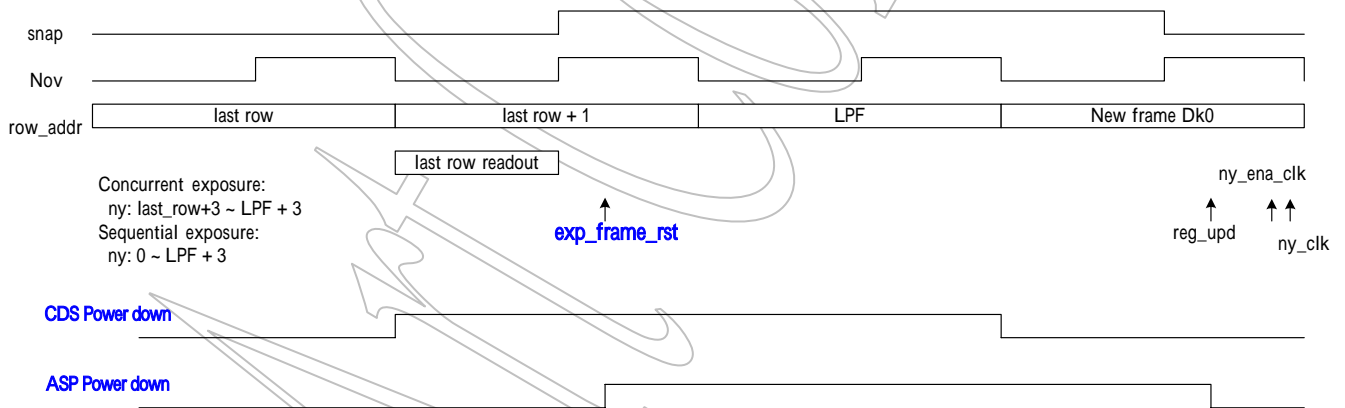 snap
Nov
row_addr
last row
last row + 1
LPF
New frame Dk0
last row readout
Concurrent exposure:
ny: last_row+3 ~ LPF + 3
Sequential exposure:
ny: 0 ~ LPF + 3
exp_frame_rst
ny_ena_clk
reg_upd
ny_clk
CDS Power down
ASP Power down